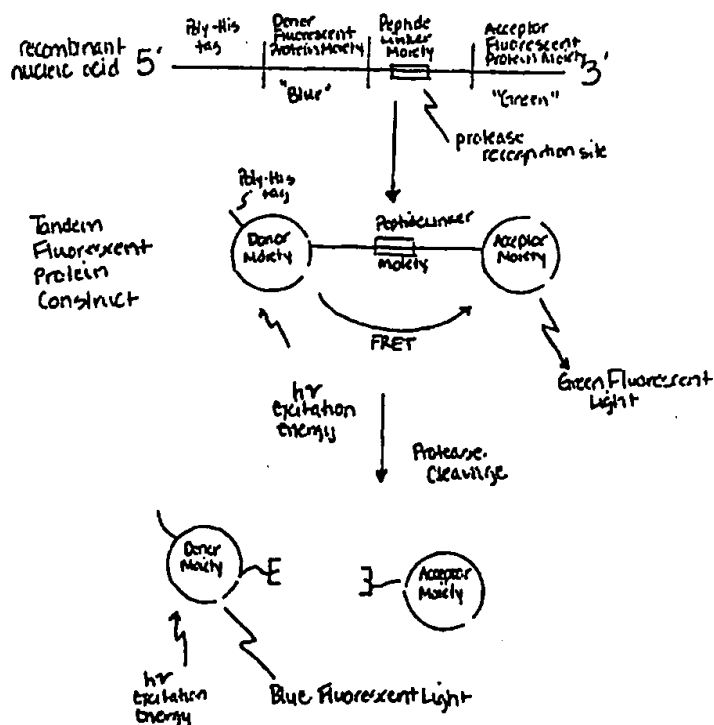 Poly-His
tag
Donor
Fluorescent
Protein Moiety
Peptide
Linker
Moiety
Acceptor
Fluorescent
Protein Moiety
recombinant
nucleic acid 5'
3'
"Blue"
"Green"
protease
recognition site
Poly-His
tag
Tandem
Fluorescent
Protein
Construct
Donor
Moiety
Peptide Linker
Moiety
Acceptor
Moiety
FRET
hν
excitation
energy
Green Fluorescent
Light
Protease
Cleavage
Donor
Moiety
Acceptor
Moiety
hν
excitation
energy
Blue Fluorescent Light